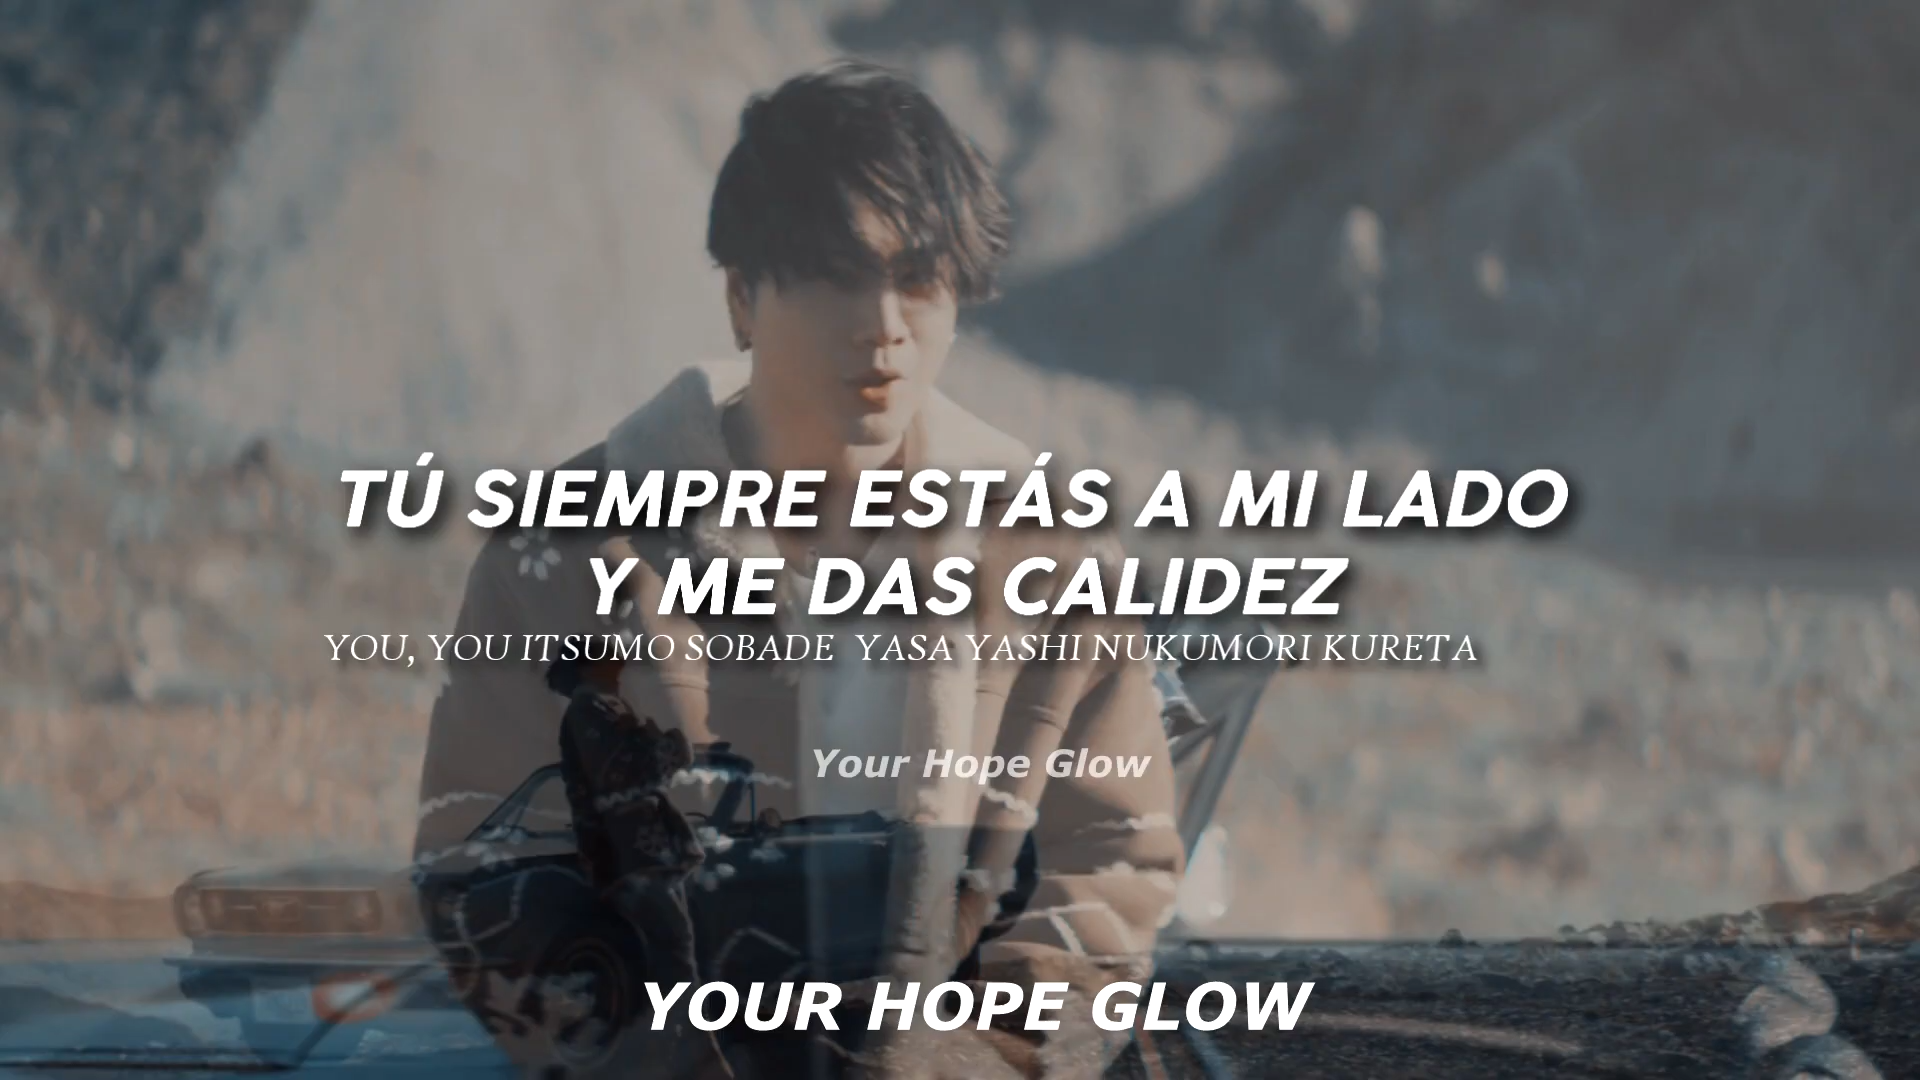 TÚ SIEMPRE ESTÁS A MI LADO
Y ME DAS CALIDEZ
YOU, YOU ITSUMO SOBADE YASA YASHI NUKUMORI KURETA
Your Hope Glow
YOUR HOPE GLOW